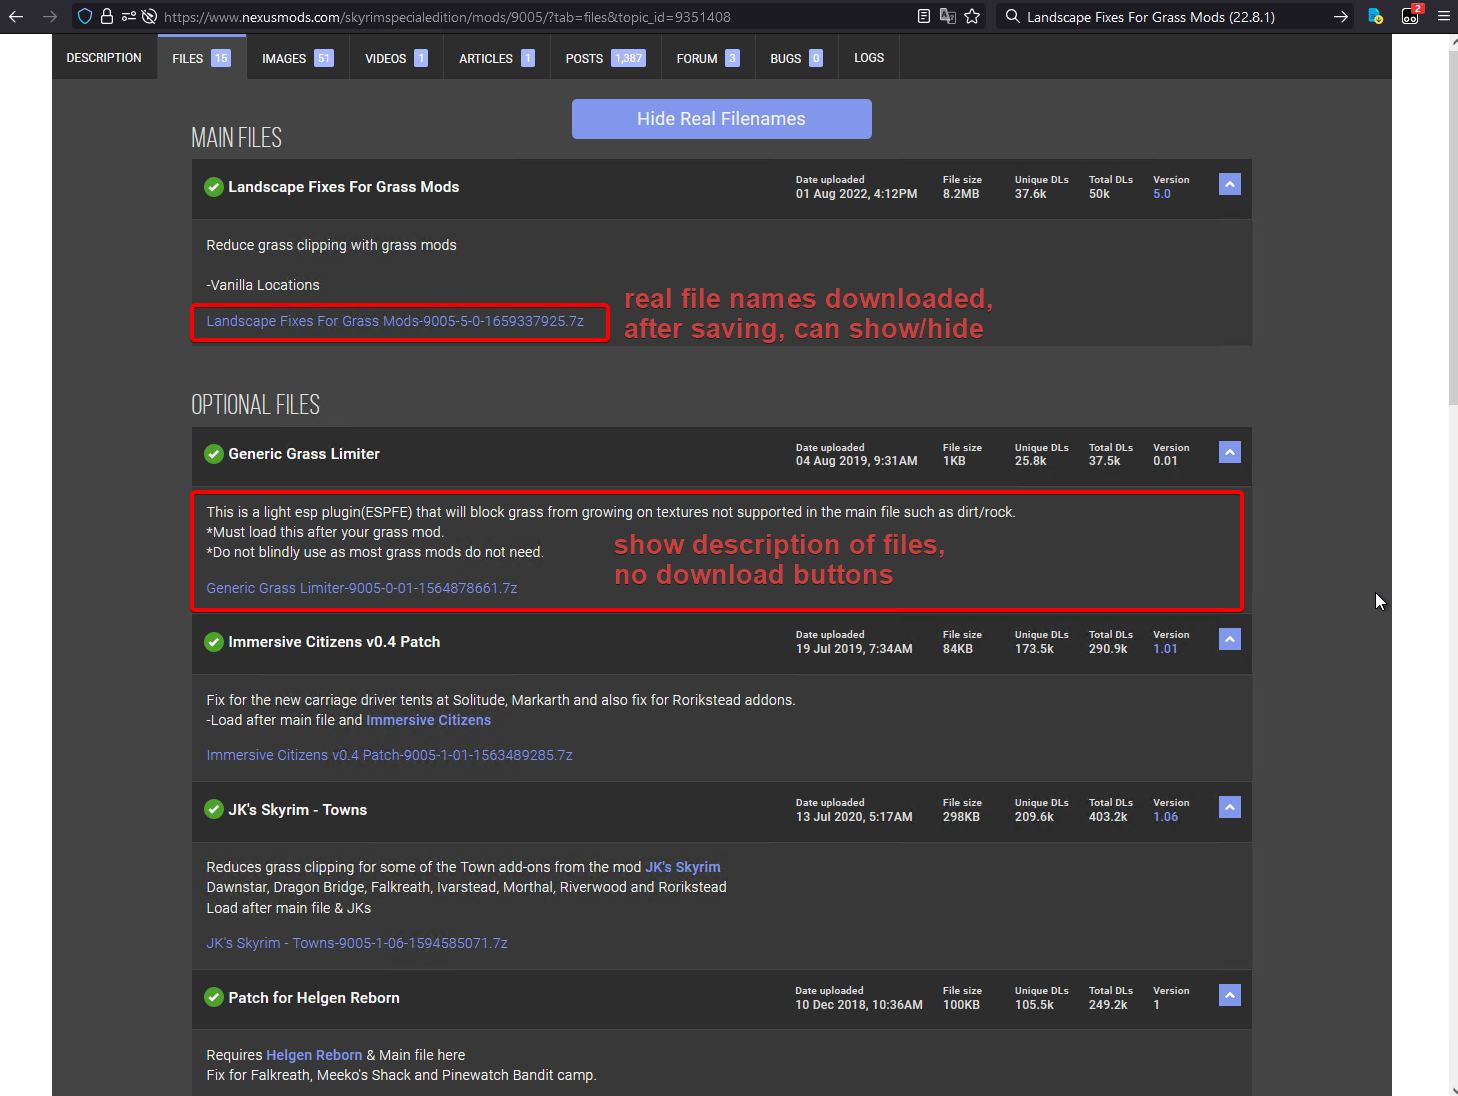 https://www.nexusmods.com/skyrimspecialedition/mods/9005/?tab=files&topic_id=9351408
Landscape Fixes For Grass Mods (22.8.1)
2
DESCRIPTION
FILES 15
IMAGES 51
VIDEOS 1
ARTICLES 1
POSTS 1,387
FORUM 3
BUGS 0
LOGS
Hide Real Filenames
MAIN FILES
Landscape Fixes For Grass Mods
Date uploaded File size Unique DLs Total DLs Version
01 Aug 2022, 4:12PM 8.2MB 37.6k 50k 5.0
Reduce grass clipping with grass mods
-Vanilla Locations
Landscape Fixes For Grass Mods-9005-5-0-1659337925.7z
real file names downloaded,
after saving, can show/hide
OPTIONAL FILES
Generic Grass Limiter
Date uploaded File size Unique DLs Total DLs Version
04 Aug 2019, 9:31AM 1KB 25.8k 37.5k 0.01
This is a light esp plugin(ESPFE) that will block grass from growing on textures not supported in the main file such as dirt/rock.
*Must load this after your grass mod.
*Do not blindly use as most grass mods do not need.
Generic Grass Limiter-9005-0-01-1564878661.7z
show description of files,
no download buttons
Immersive Citizens v0.4 Patch
Date uploaded File size Unique DLs Total DLs Version
19 Jul 2019, 7:34AM 84KB 173.5k 290.9k 1.01
Fix for the new carriage driver tents at Solitude, Markarth and also fix for Rorikstead addons.
-Load after main file and Immersive Citizens
Immersive Citizens v0.4 Patch-9005-1-01-1563489285.7z
JK's Skyrim - Towns
Date uploaded File size Unique DLs Total DLs Version
13 Jul 2020, 5:17AM 298KB 209.6k 403.2k 1.06
Reduces grass clipping for some of the Town add-ons from the mod JK's Skyrim
Dawnstar, Dragon Bridge, Falkreath, Ivarstead, Morthal, Riverwood and Rorikstead
Load after main file & JKs
JK's Skyrim - Towns-9005-1-06-1594585071.7z
Patch for Helgen Reborn
Date uploaded File size Unique DLs Total DLs Version
10 Dec 2018, 10:36AM 100KB 105.5k 249.2k 1
Requires Helgen Reborn & Main file here
Fix for Falkreath, Meeko's Shack and Pinewatch Bandit camp.